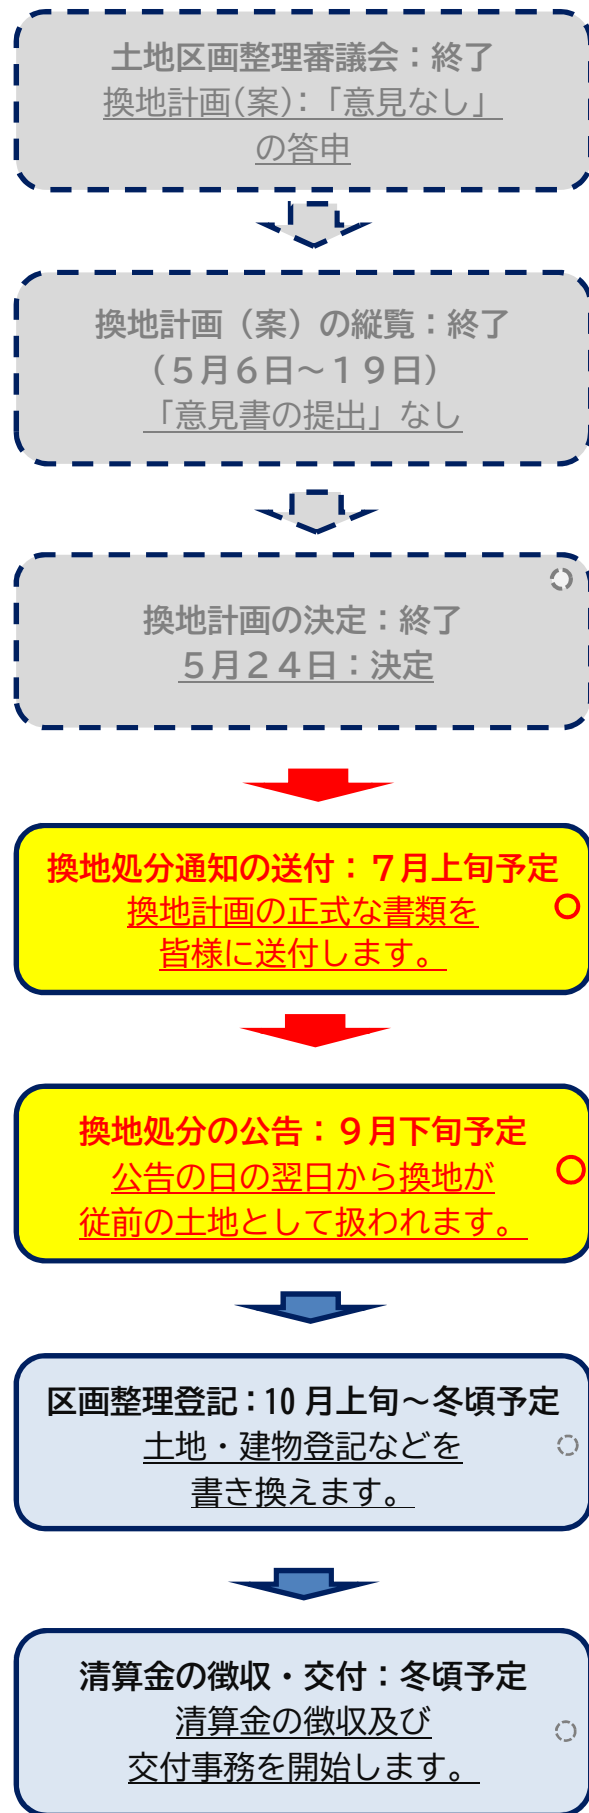 土地区画整理審議会：終了
換地計画(案)：「意見なし」
の答申
換地計画（案）の縦覧：終了
（５月６日～１９日）
「意見書の提出」なし
換地計画の決定：終了
５月２４日：決定
換地処分通知の送付：７月上旬予定
換地計画の正式な書類を
皆様に送付します。
換地処分の公告：９月下旬予定
公告の日の翌日から換地が
従前の土地として扱われます。
区画整理登記：10 月上旬～冬頃予定
土地・建物登記などを
書き換えます。
清算金の徴収・交付：冬頃予定
清算金の徴収及び
交付事務を開始します。